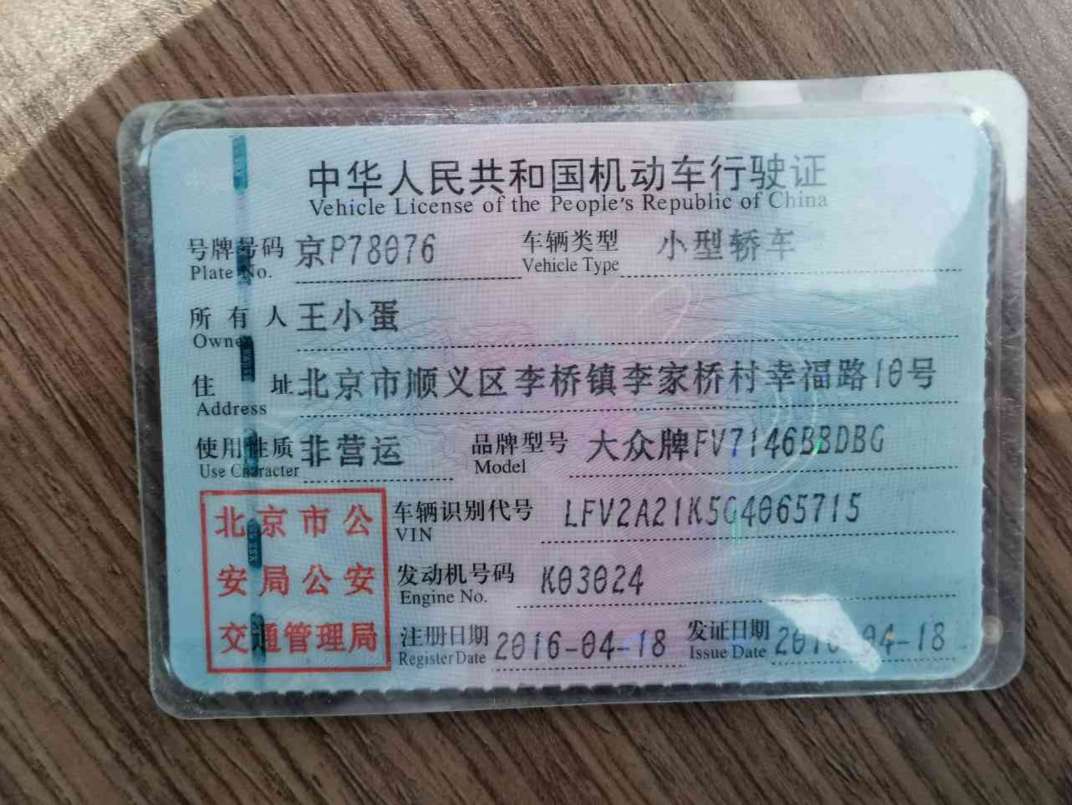 中华人民共和国机动车行驶证
Vehicle License of the People's Republic of China
号牌号码 京P78076 车辆类型 小型轿车
Plate No. Vehicle Type
所有人 王小蛋
Owner
住址 北京市顺义区李桥镇李家桥村幸福路10号
Address
使用性质 非营运 品牌型号 大众牌FV7146BBDBG
Use Character Model
北京市公 车辆识别代号 LFV2A21K5G4065715
VIN
安局公安 发动机号码 K03024
Engine No.
交通管理局 注册日期 2016-04-18 发证日期 2016-04-18
Register Date Issue Date